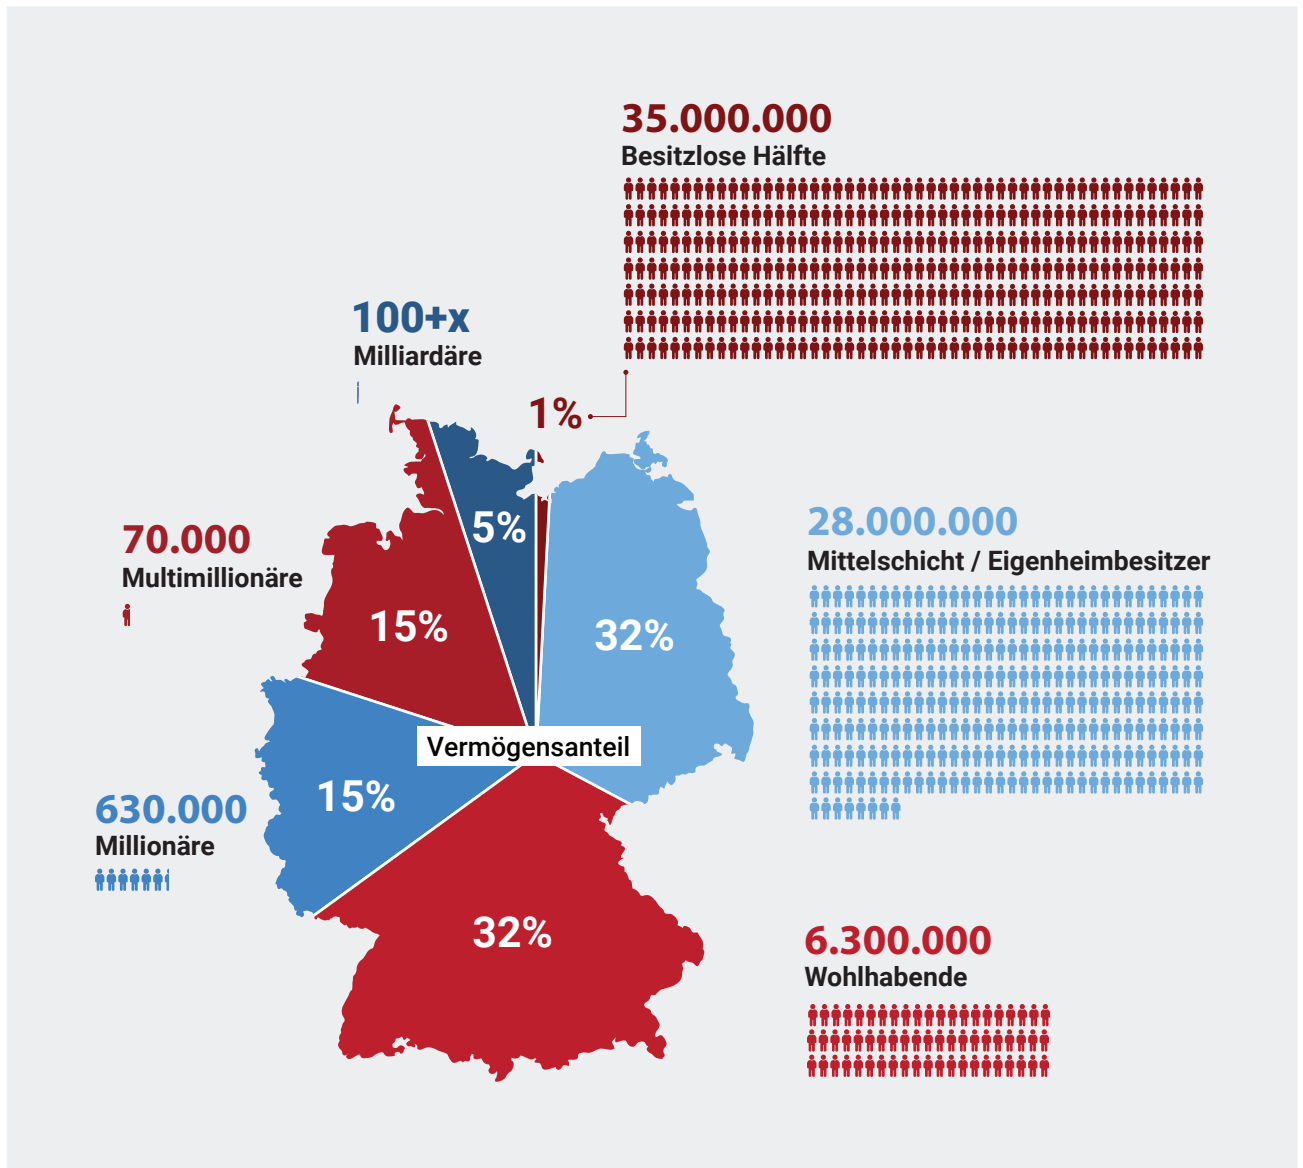 35.000.000
Besitzlose Hälfte
100+x
Milliardäre
1%
28.000.000
Mittelschicht / Eigenheimbesitzer
70.000
Multimillionäre
5%
15%
32%
Vermögensanteil
630.000
Millionäre
15%
32%
6.300.000
Wohlhabende